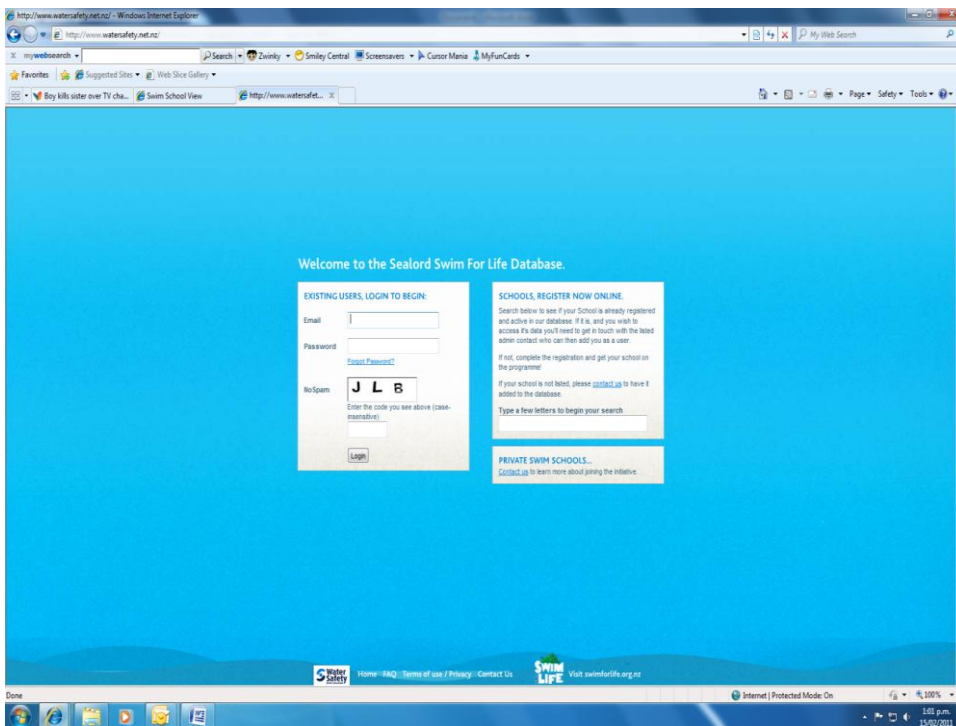 http://www.watersafety.net.nz/ - Windows Internet Explorer
http://www.watersafety.net.nz/
My Web Search
X mywebsearch Search Zwinky Smiley Central Screensavers Cursor Mania MyFunCards
Favorites Suggested Sites Web Slice Gallery
Boy kills sister over TV cha... Swim School View http://www.watersafet... X
Page Safety Tools
Welcome to the Sealord Swim For Life Database.
EXISTING USERS, LOGIN TO BEGIN:
Email
Password
Forgot Password?
NoSpam
J L B
Enter the code you see above (case-
insensitive)
Login
SCHOOLS, REGISTER NOW ONLINE.
Search below to see if your School is already registered
and active in our database. If it is, and you wish to
access it's data you'll need to get in touch with the listed
admin contact who can then add you as a user.
If not, complete the registration and get your school on
the programme!
If your school is not listed, please contact us to have it
added to the database.
Type a few letters to begin your search
PRIVATE SWIM SCHOOLS...
Contact us to learn more about joining the initiative.
Water Safety Home FAQ Terms of use / Privacy Contact Us SWIM FOR LIFE Visit swimforlife.org.nz
Done
Internet | Protected Mode: On
100%
1:01 p.m.
15/02/2011